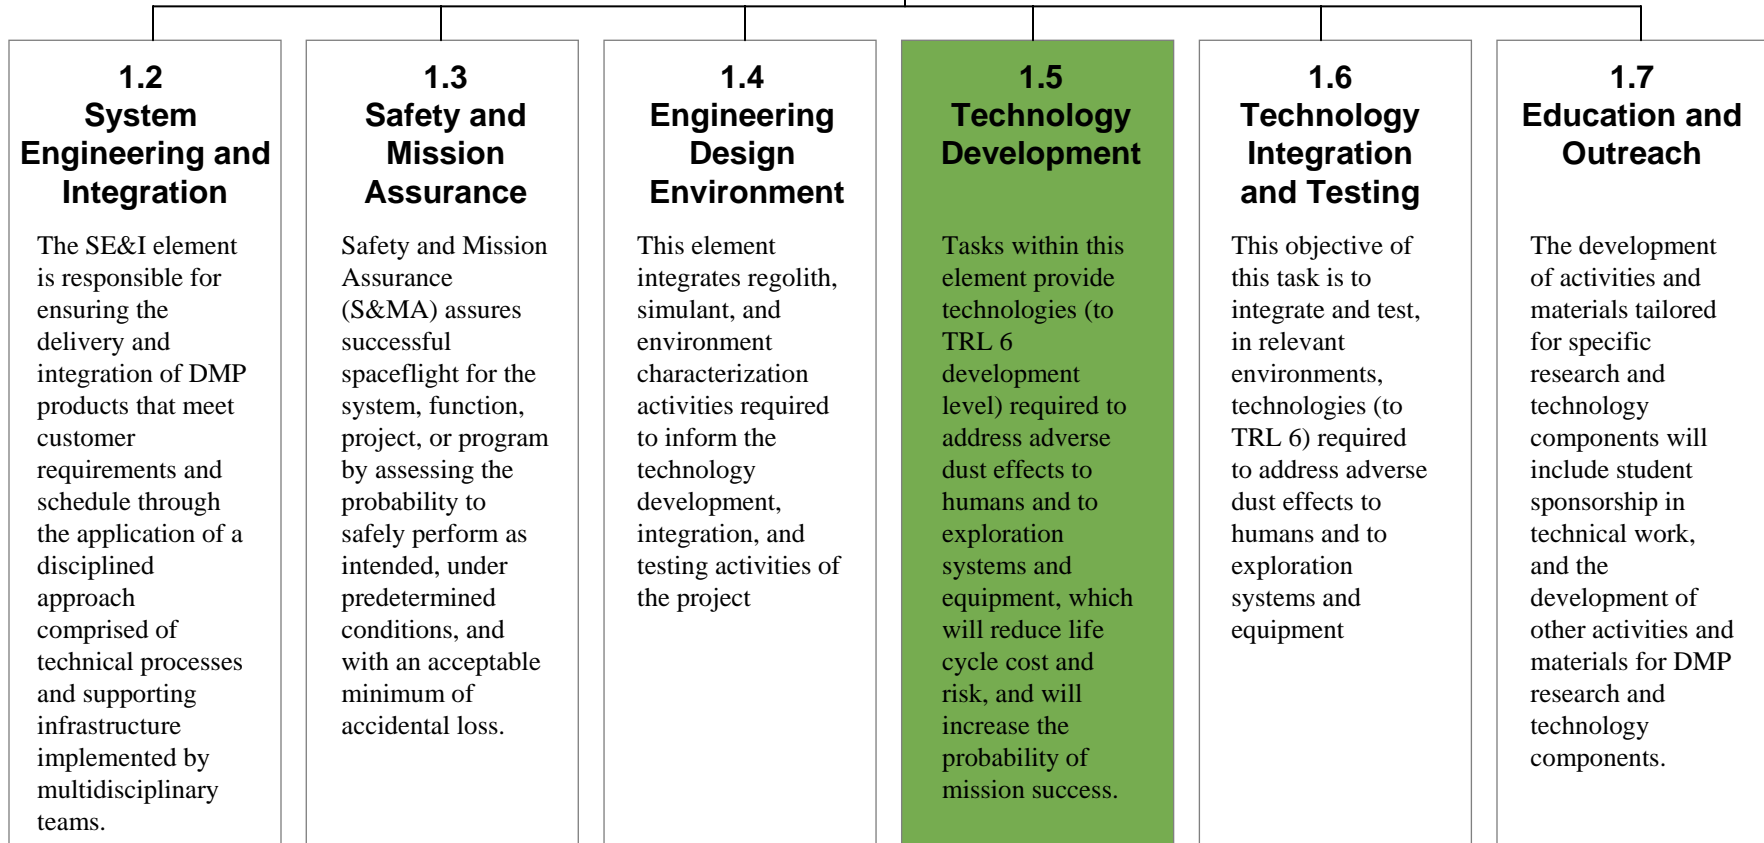 1.2
System
Engineering and
Integration
The SE&I element
is responsible for
ensuring the
delivery and
integration of DMP
products that meet
customer
requirements and
schedule through
the application of a
disciplined
approach
comprised of
technical processes
and supporting
infrastructure
implemented by
multidisciplinary
teams.
1.3
Safety and
Mission
Assurance
Safety and Mission
Assurance
(S&MA) assures
successful
spaceflight for the
system, function,
project, or program
by assessing the
probability to
safely perform as
intended, under
predetermined
conditions, and
with an acceptable
minimum of
accidental loss.
1.4
Engineering
Design
Environment
This element
integrates regolith,
simulant, and
environment
characterization
activities required
to inform the
technology
development,
integration, and
testing activities of
the project
1.5
Technology
Development
Tasks within this
element provide
technologies (to
TRL 6
development
level) required to
address adverse
dust effects to
humans and to
exploration
systems and
equipment, which
will reduce life
cycle cost and
risk, and will
increase the
probability of
mission success.
1.6
Technology
Integration
and Testing
This objective of
this task is to
integrate and test,
in relevant
environments,
technologies (to
TRL 6) required
to address adverse
dust effects to
humans and to
exploration
systems and
equipment
1.7
Education and
Outreach
The development
of activities and
materials tailored
for specific
research and
technology
components will
include student
sponsorship in
technical work,
and the
development of
other activities and
materials for DMP
research and
technology
components.